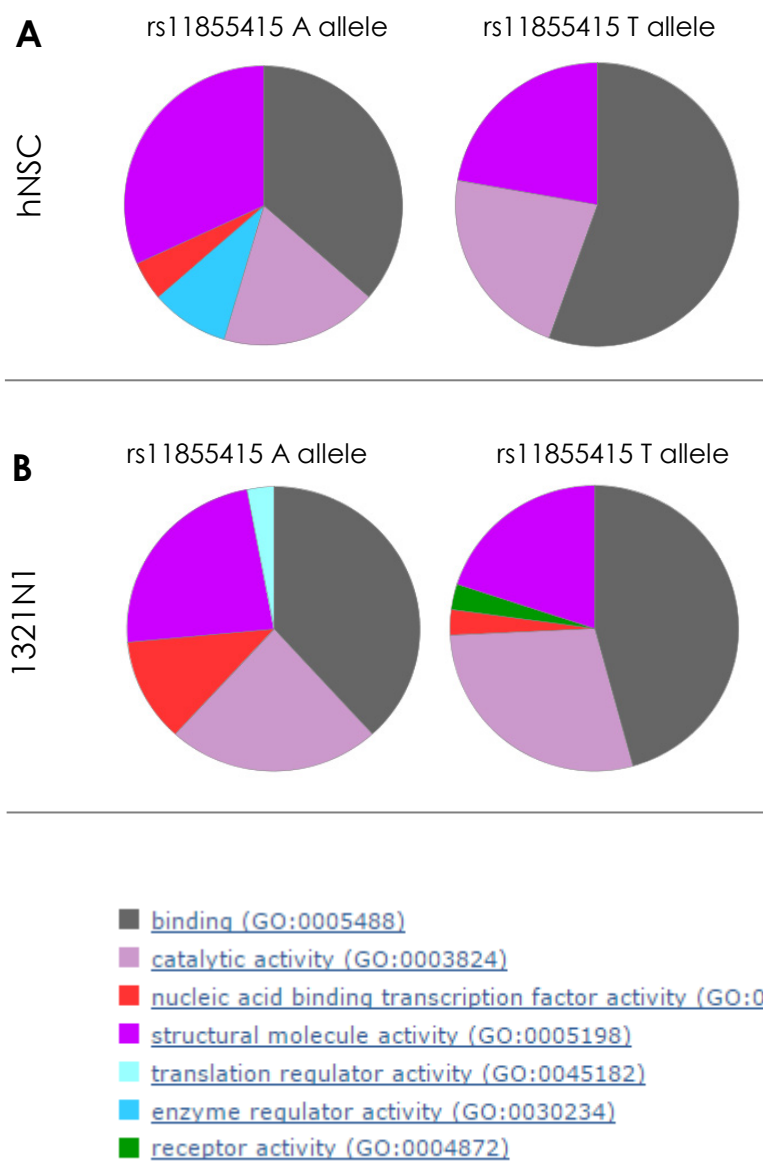 A
rs11855415 A allele
rs11855415 T allele
hNSC
B
rs11855415 A allele
rs11855415 T allele
1321N1
binding (GO:0005488)
catalytic activity (GO:0003824)
nucleic acid binding transcription factor activity (GO:0
structural molecule activity (GO:0005198)
translation regulator activity (GO:0045182)
enzyme regulator activity (GO:0030234)
receptor activity (GO:0004872)